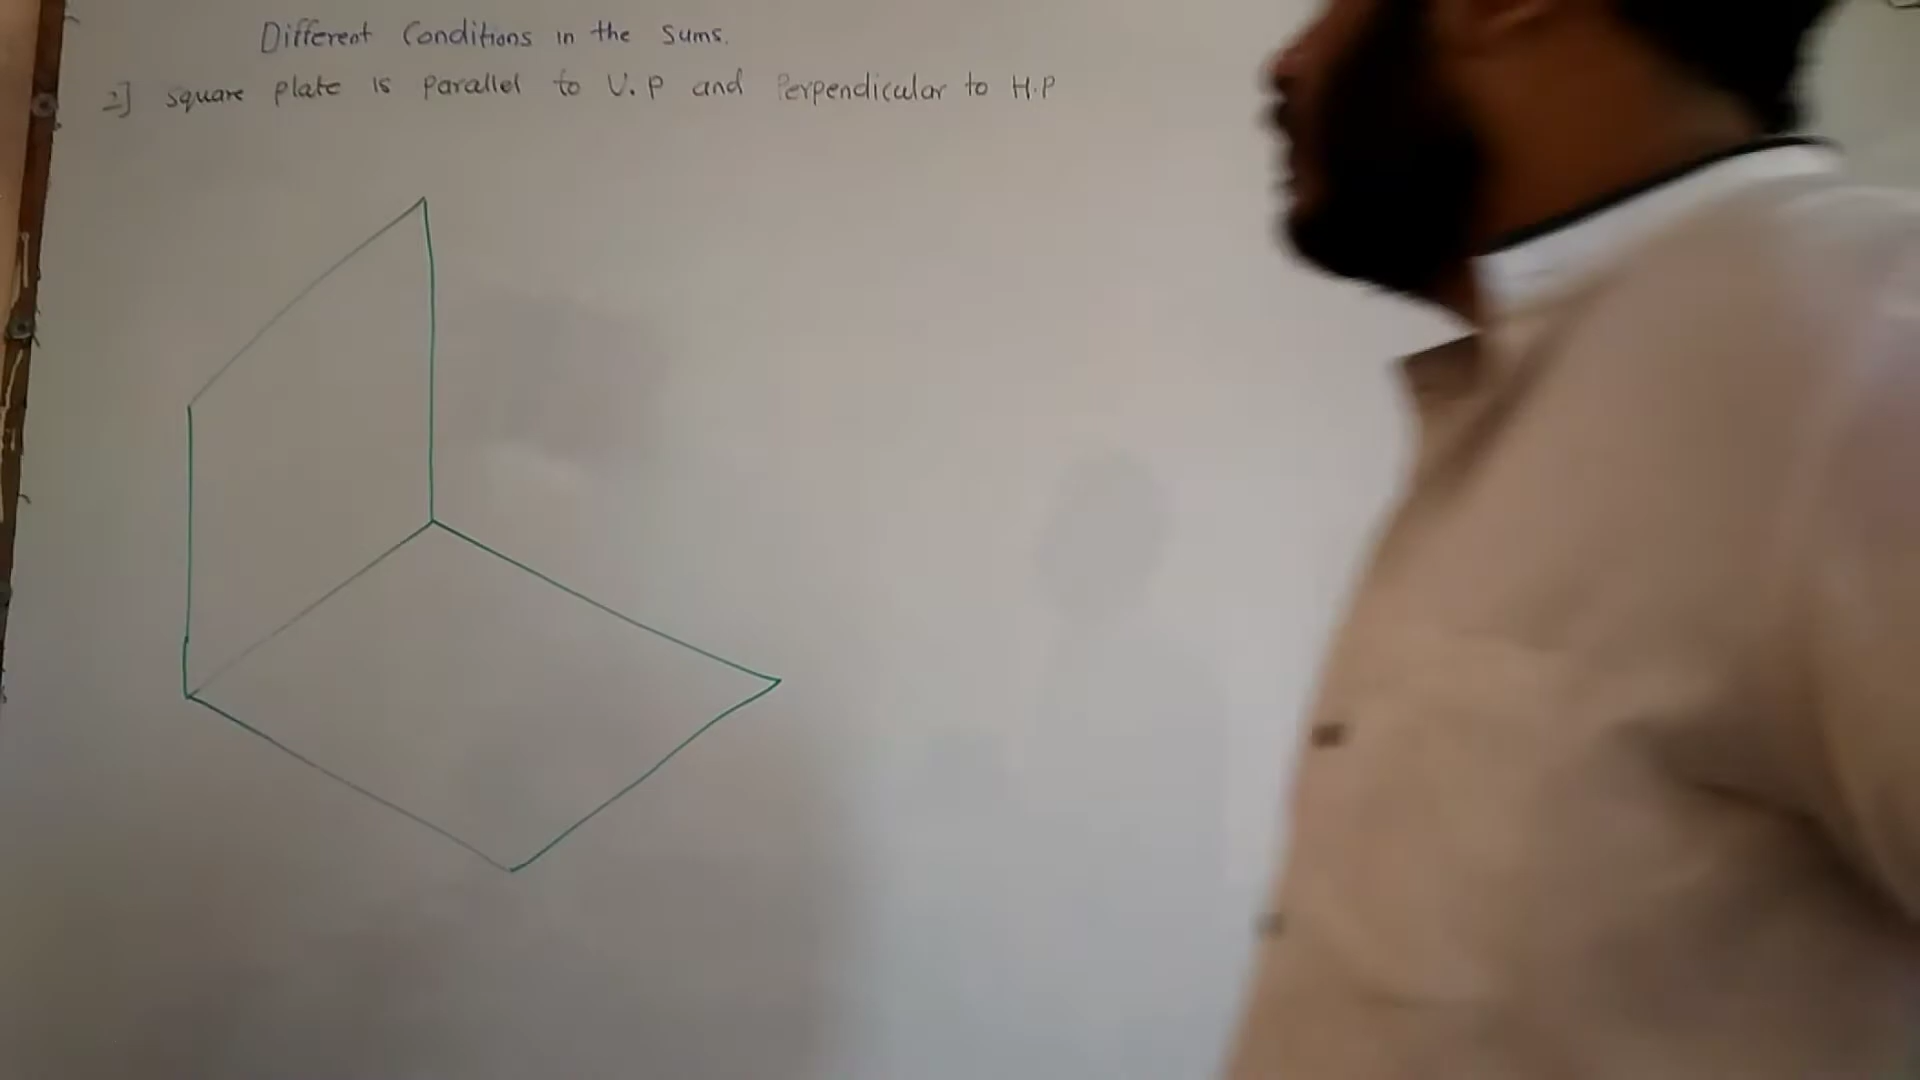 Different Conditions in the Sums.
2] square plate is parallel to V.P and Perpendicular to H.P